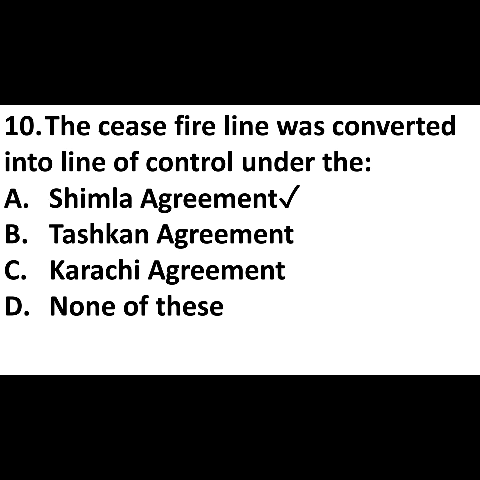 10.The cease fire line was converted
into line of control under the:
A. Shimla Agreement✓
B. Tashkan Agreement
C. Karachi Agreement
D. None of these